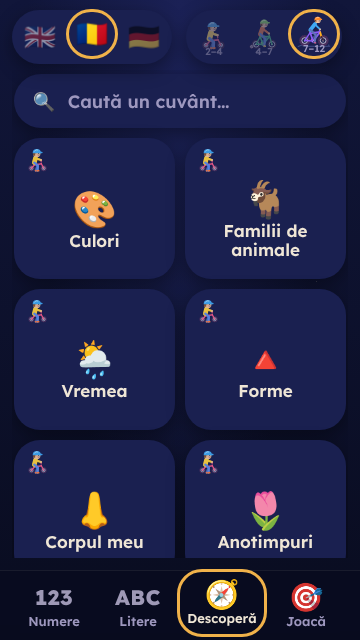 2–4
4–7
7–12
Caută un cuvânt...
Culori
Familii de
animale
Vremea
Forme
Corpul meu
Anotimpuri
123
Numere
ABC
Litere
Descoperă
Joacă